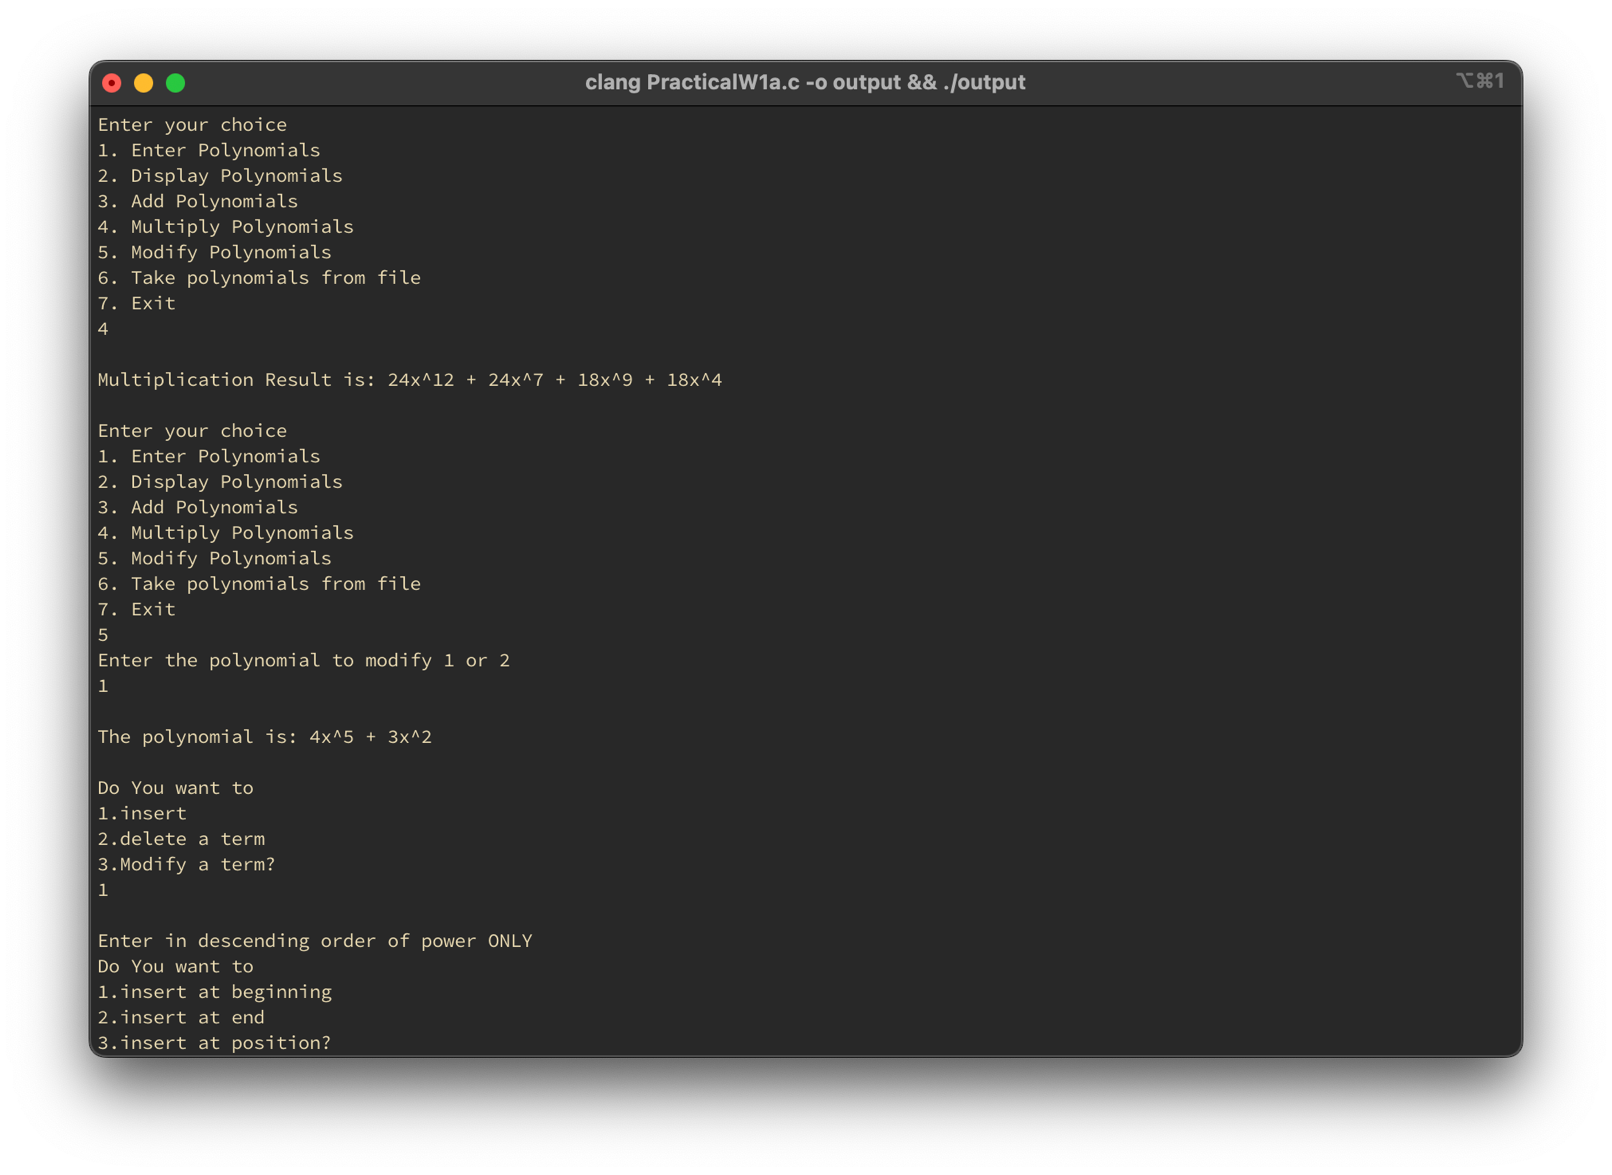 clang PracticalW1a.c -o output && ./output
⌥⌘1
Enter your choice
1. Enter Polynomials
2. Display Polynomials
3. Add Polynomials
4. Multiply Polynomials
5. Modify Polynomials
6. Take polynomials from file
7. Exit
4
Multiplication Result is: 24x^12 + 24x^7 + 18x^9 + 18x^4
Enter your choice
1. Enter Polynomials
2. Display Polynomials
3. Add Polynomials
4. Multiply Polynomials
5. Modify Polynomials
6. Take polynomials from file
7. Exit
5
Enter the polynomial to modify 1 or 2
1
The polynomial is: 4x^5 + 3x^2
Do You want to
1.insert
2.delete a term
3.Modify a term?
1
Enter in descending order of power ONLY
Do You want to
1.insert at beginning
2.insert at end
3.insert at position?